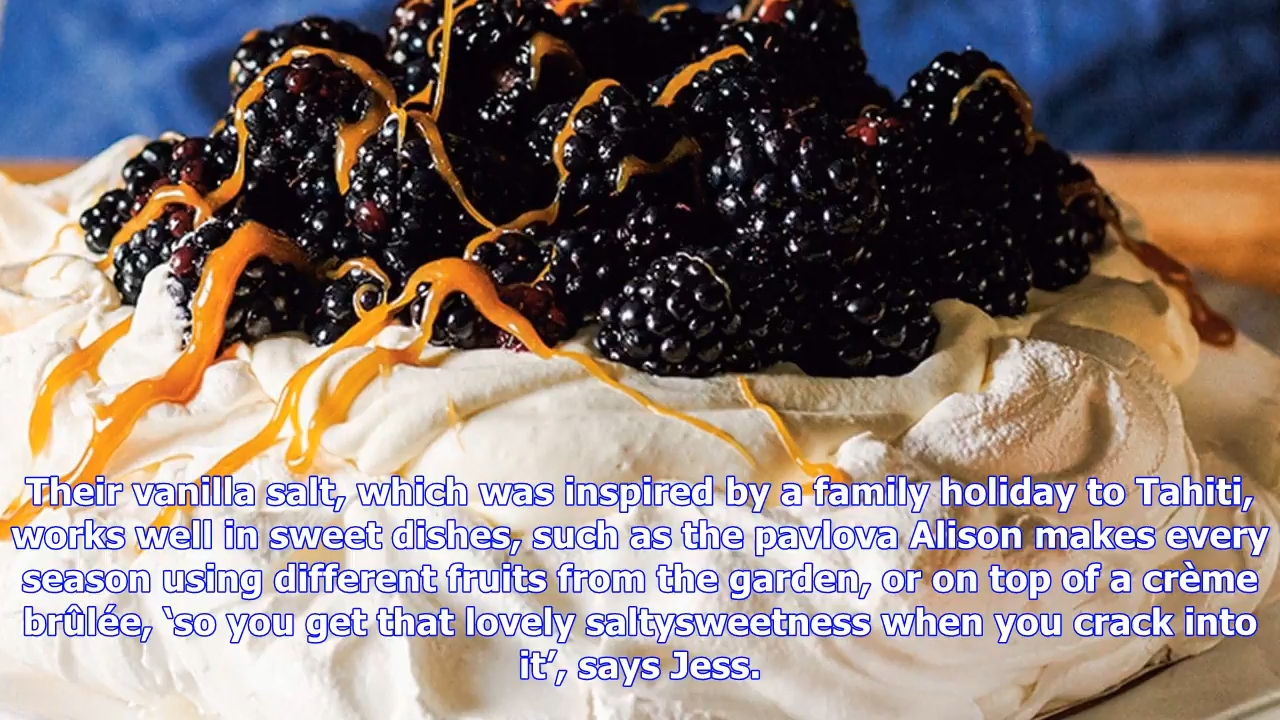 Their vanilla salt, which was inspired by a family holiday to Tahiti,
works well in sweet dishes, such as the pavlova Alison makes every
season using different fruits from the garden, or on top of a crème
brûlée, ‘so you get that lovely saltysweetness when you crack into
it’, says Jess.